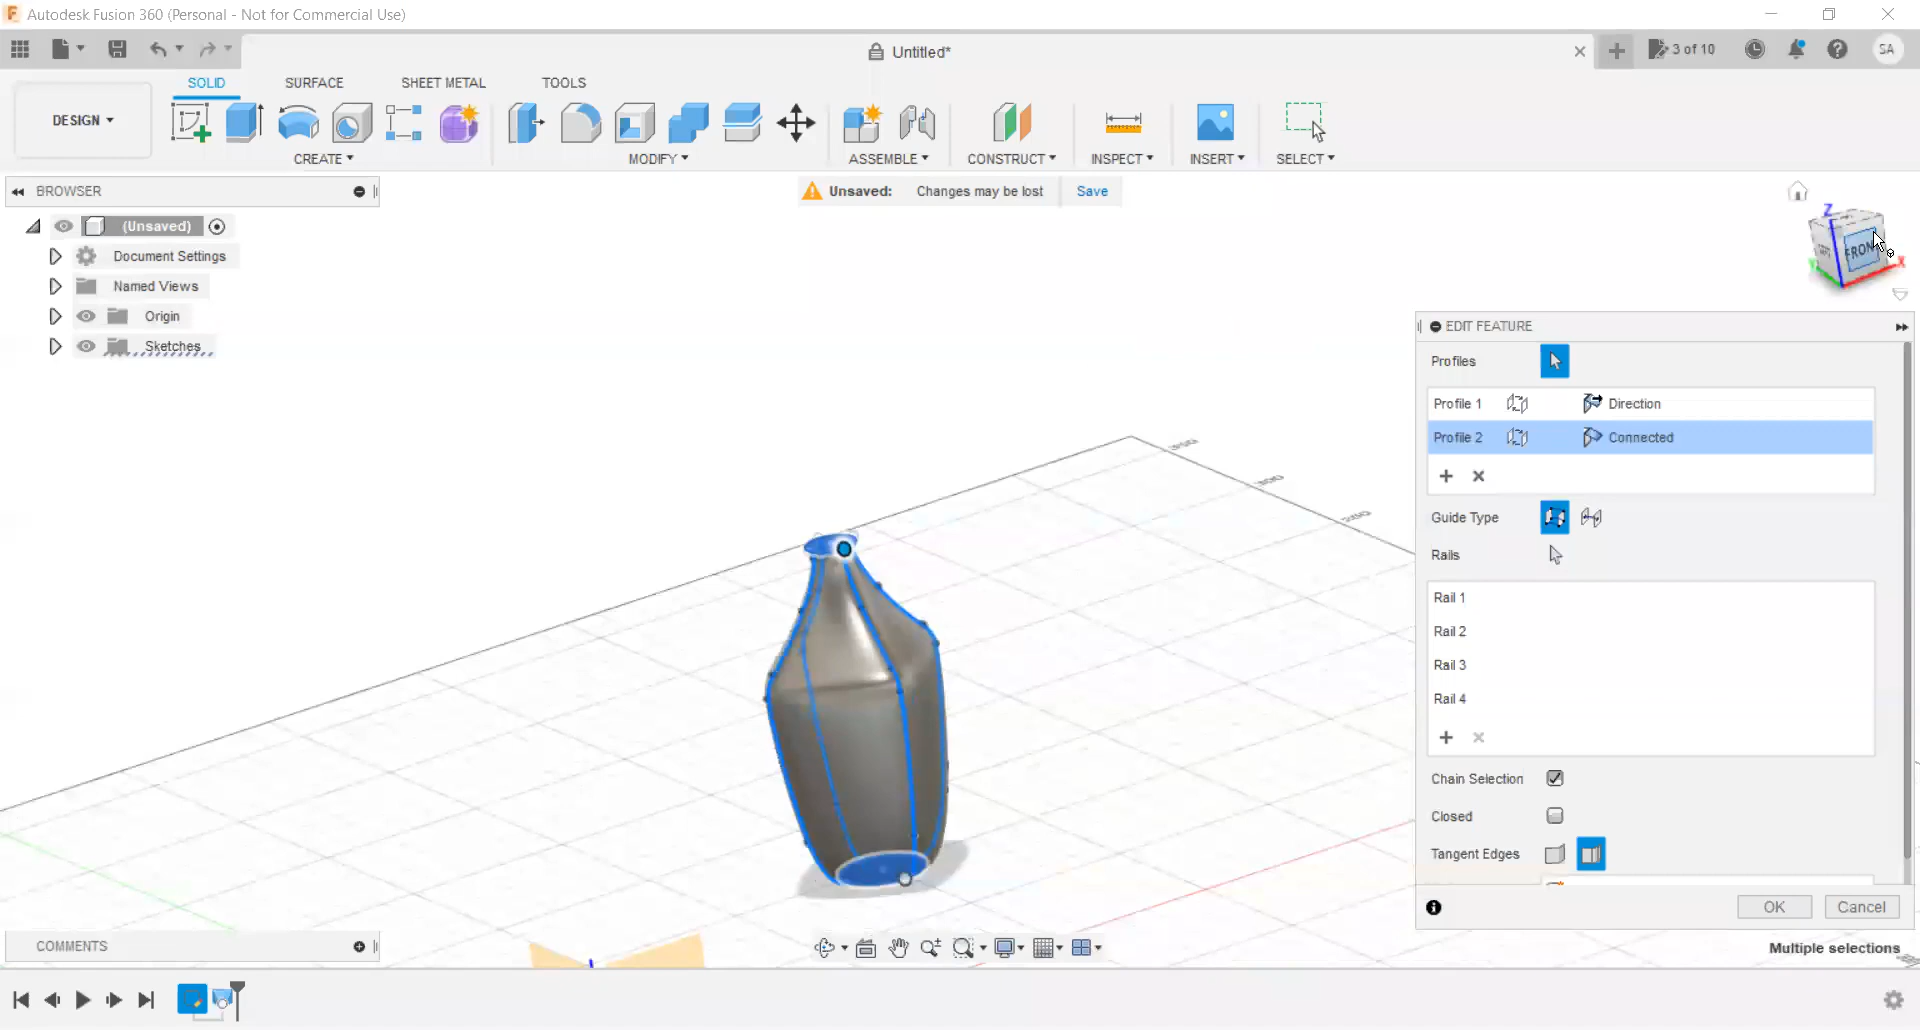 Autodesk Fusion 360 (Personal - Not for Commercial Use)
Untitled*
3 of 10
SA
DESIGN
SOLID
SURFACE
SHEET METAL
TOOLS
CREATE
MODIFY
ASSEMBLE
CONSTRUCT
INSPECT
INSERT
SELECT
BROWSER
Unsaved: Changes may be lost Save
(Unsaved)
Document Settings
Named Views
Origin
Sketches
Z
FRONT
X
EDIT FEATURE
Profiles
Profile 1 Direction
Profile 2 Connected
Guide Type
Rails
Rail 1
Rail 2
Rail 3
Rail 4
Chain Selection
Closed
Tangent Edges
OK Cancel
COMMENTS
Multiple selections